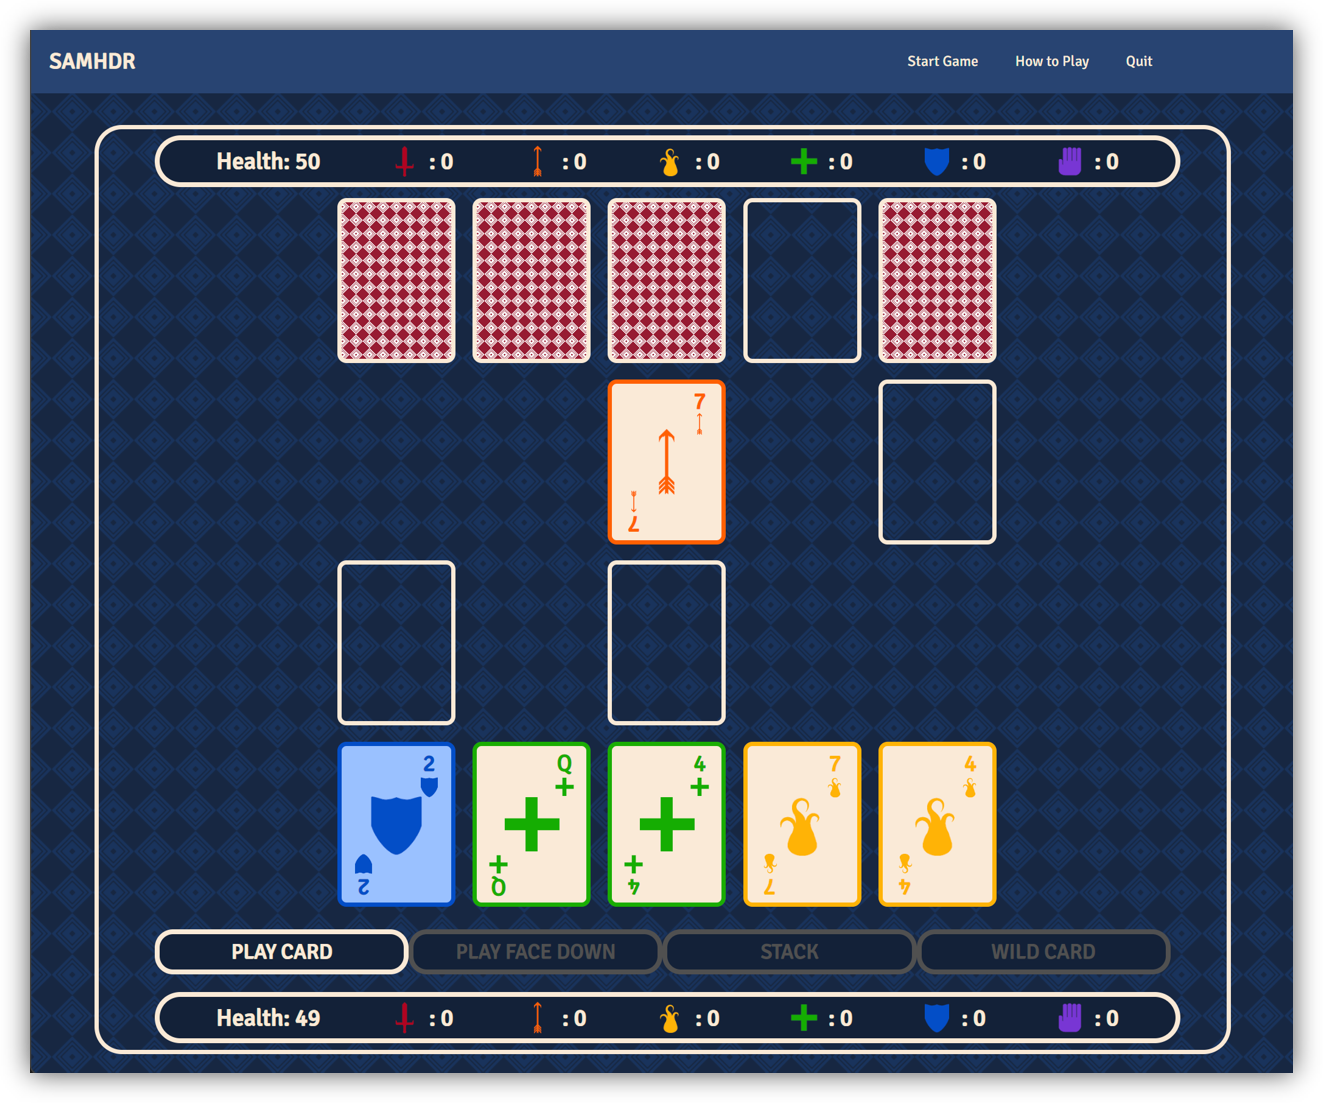 SAMHDR Start Game How to Play Quit
Health: 50 : 0 : 0 : 0 : 0 : 0 : 0
7
7
2 Q 4 7 4
2 Q 4 7 4
PLAY CARD PLAY FACE DOWN STACK WILD CARD
Health: 49 : 0 : 0 : 0 : 0 : 0 : 0